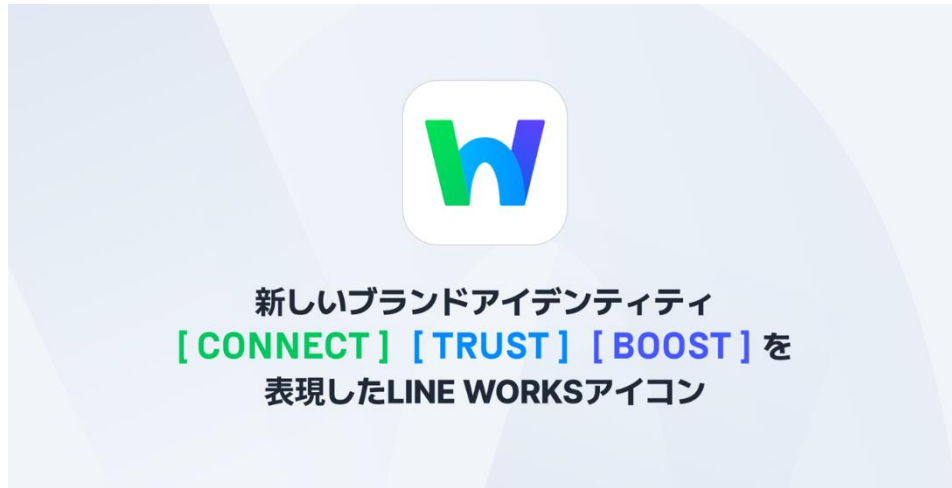 新しいブランドアイデンティティ
[ CONNECT ] [ TRUST ] [ BOOST ] を
表現したLINE WORKSアイコン